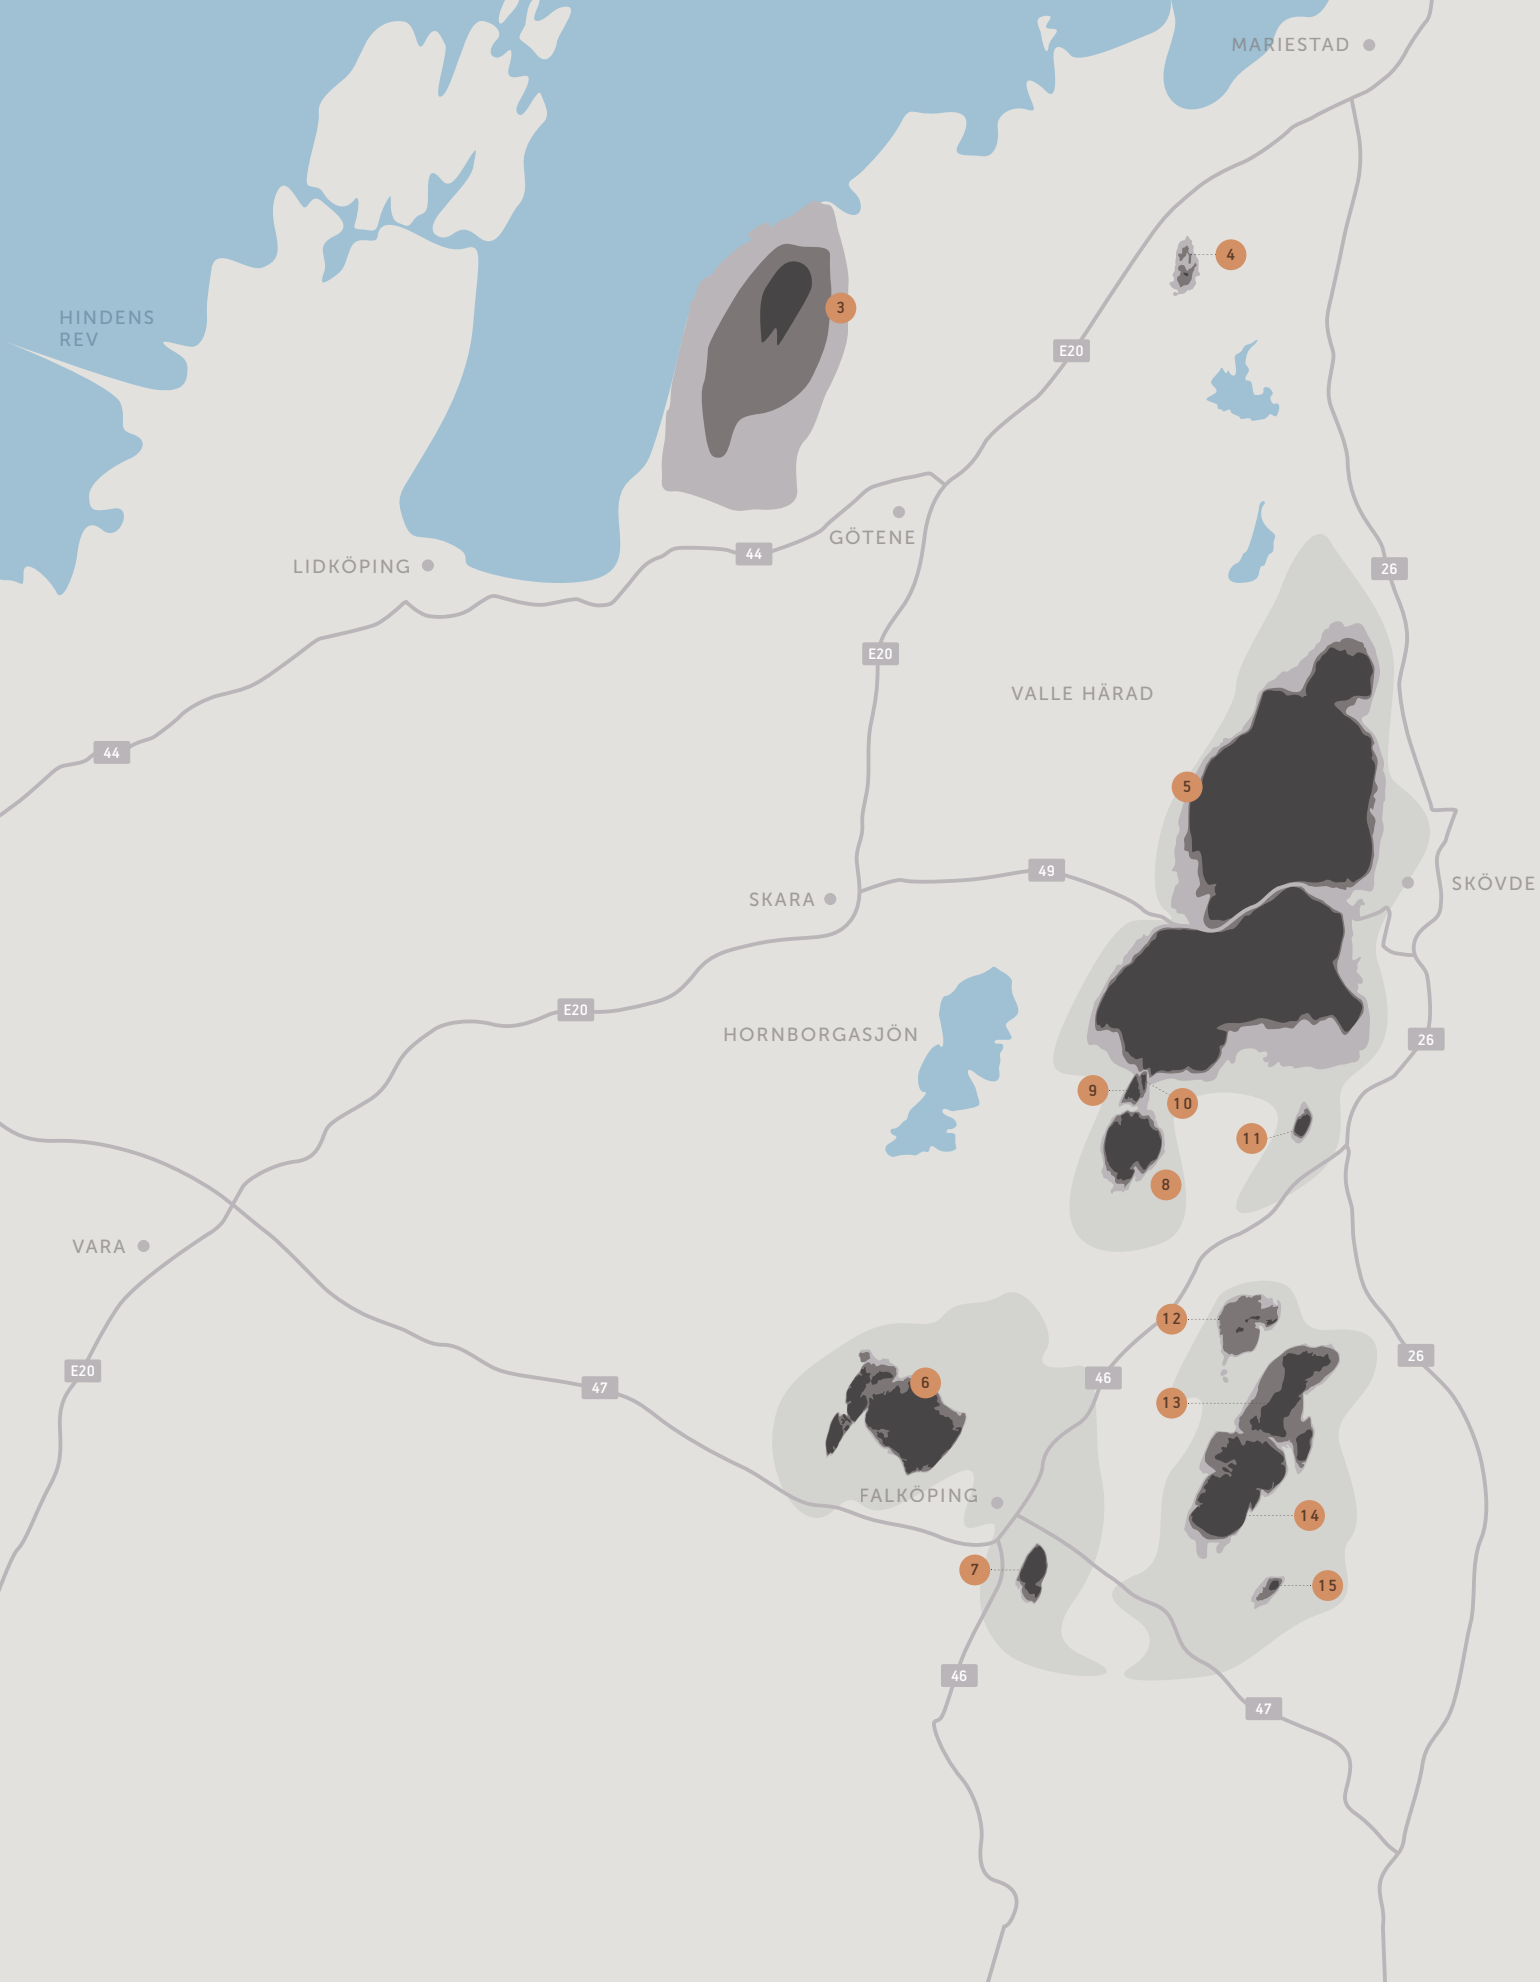 MARIESTAD
4
3
HINDENS
REV
E20
GÖTENE
44
LIDKÖPING
26
E20
VALLE HÄRAD
44
5
49
SKÖVDE
SKARA
E20
HORNBORGASJÖN
26
9
10
11
8
VARA
12
26
E20
46
6
47
13
FALKÖPING
14
7
15
46
47